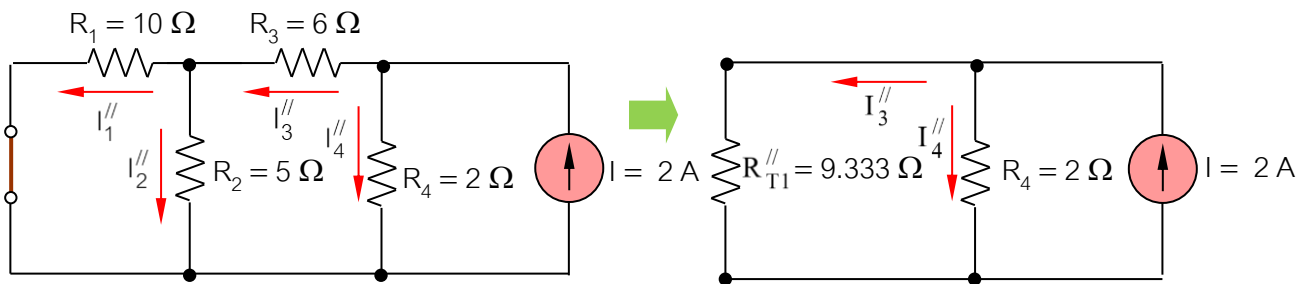 R₁ = 10 Ω
R₃ = 6 Ω
I₁′′
I₃′′
I₂′′
I₄′′
R₂ = 5 Ω
R₄ = 2 Ω
I = 2 A
I₃′′
I₄′′
R′′T1 = 9.333 Ω
R₄ = 2 Ω
I = 2 A